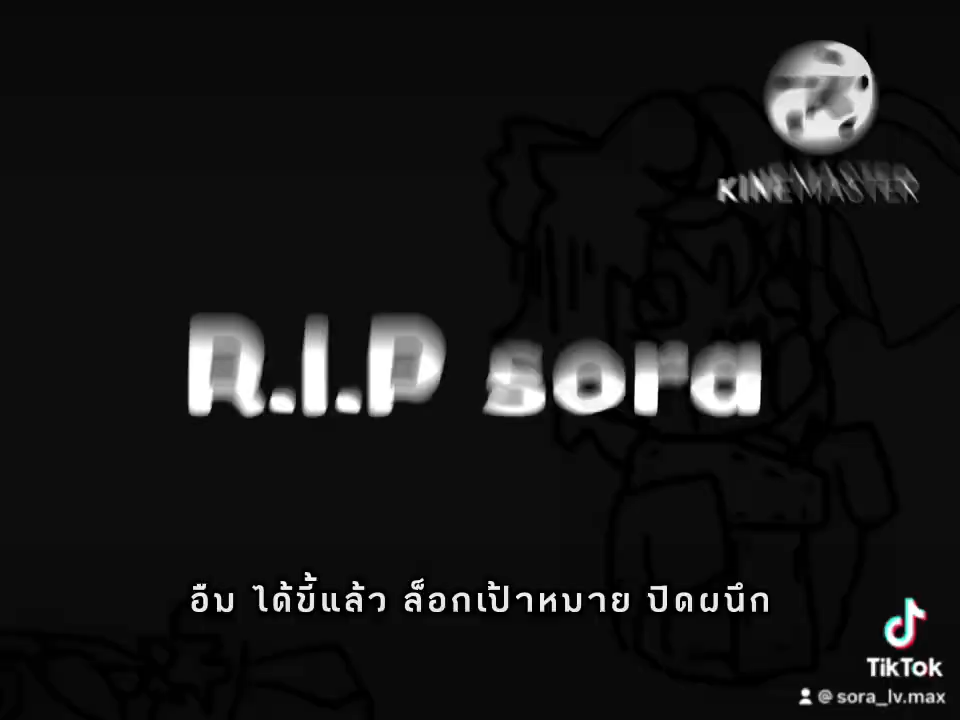 KINEMASTER
R.I.P sora
อืม ได้ขี้แล้ว ล็อกเป้าหมาย ปิดผนึก
TikTok
@ sora_lv.max